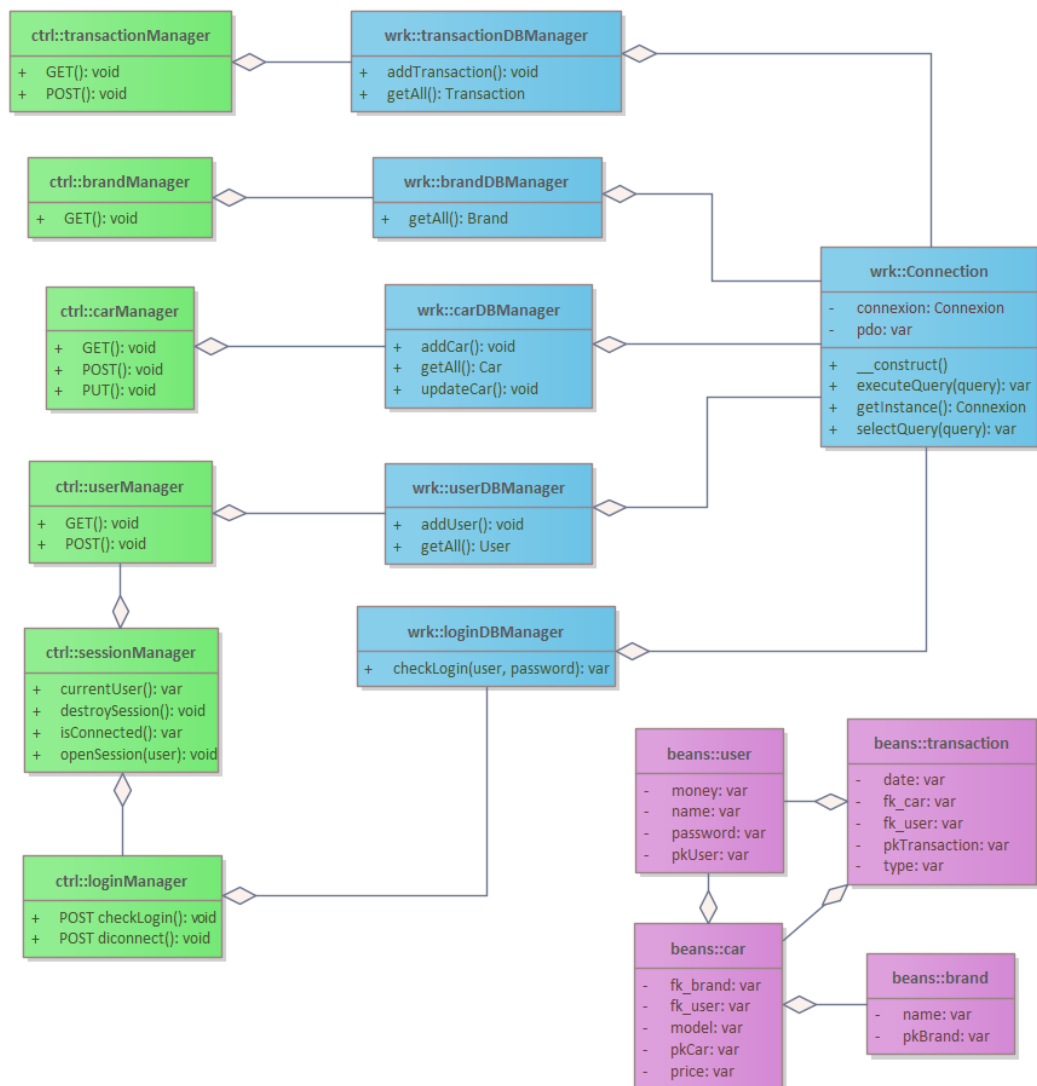 ctrl::transactionManager
+ GET(): void
+ POST(): void
wrk::transactionDBManager
+ addTransaction(): void
+ getAll(): Transaction
ctrl::brandManager
+ GET(): void
wrk::brandDBManager
+ getAll(): Brand
wrk::Connection
- connexion: Connexion
- pdo: var
+ __construct()
+ executeQuery(query): var
+ getInstance(): Connexion
+ selectQuery(query): var
ctrl::carManager
+ GET(): void
+ POST(): void
+ PUT(): void
wrk::carDBManager
+ addCar(): void
+ getAll(): Car
+ updateCar(): void
ctrl::userManager
+ GET(): void
+ POST(): void
wrk::userDBManager
+ addUser(): void
+ getAll(): User
ctrl::sessionManager
+ currentUser(): var
+ destroySession(): void
+ isConnected(): var
+ openSession(user): void
wrk::loginDBManager
+ checkLogin(user, password): var
ctrl::loginManager
+ POST checkLogin(): void
+ POST diconnect(): void
beans::user
- money: var
- name: var
- password: var
- pkUser: var
beans::transaction
- date: var
- fk_car: var
- fk_user: var
- pkTransaction: var
- type: var
beans::car
- fk_brand: var
- fk_user: var
- model: var
- pkCar: var
- price: var
beans::brand
- name: var
- pkBrand: var